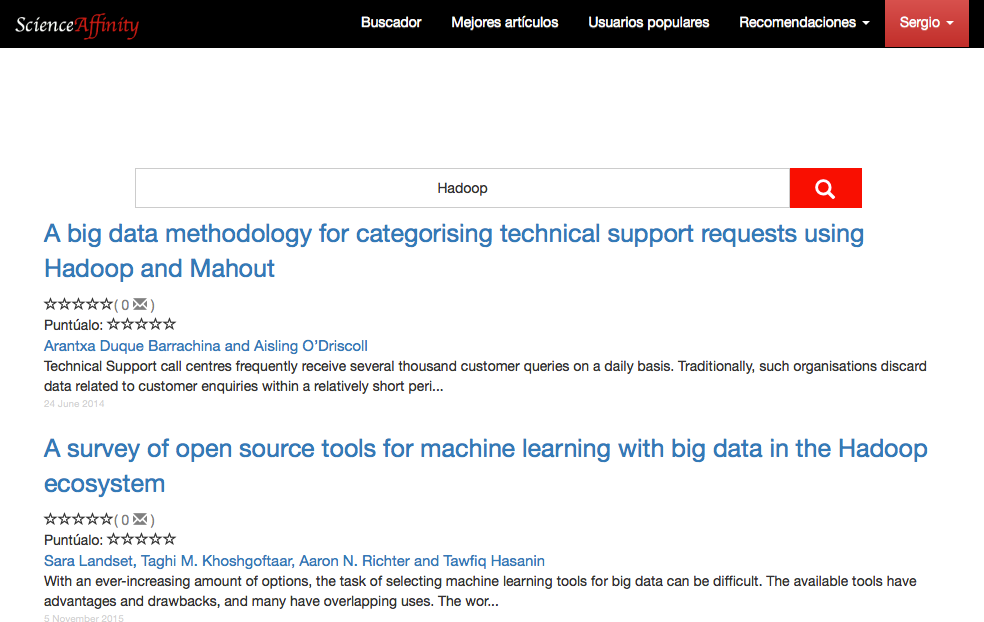 ScienceAffinity Buscador Mejores artículos Usuarios populares Recomendaciones Sergio
Hadoop
A big data methodology for categorising technical support requests using
Hadoop and Mahout
☆☆☆☆☆( 0 ✉ )
Puntúalo: ☆☆☆☆☆
Arantxa Duque Barrachina and Aisling O’Driscoll
Technical Support call centres frequently receive several thousand customer queries on a daily basis. Traditionally, such organisations discard
data related to customer enquiries within a relatively short peri...
24 June 2014
A survey of open source tools for machine learning with big data in the Hadoop
ecosystem
☆☆☆☆☆( 0 ✉ )
Puntúalo: ☆☆☆☆☆
Sara Landset, Taghi M. Khoshgoftaar, Aaron N. Richter and Tawfiq Hasanin
With an ever-increasing amount of options, the task of selecting machine learning tools for big data can be difficult. The available tools have
advantages and drawbacks, and many have overlapping uses. The wor...
5 November 2015